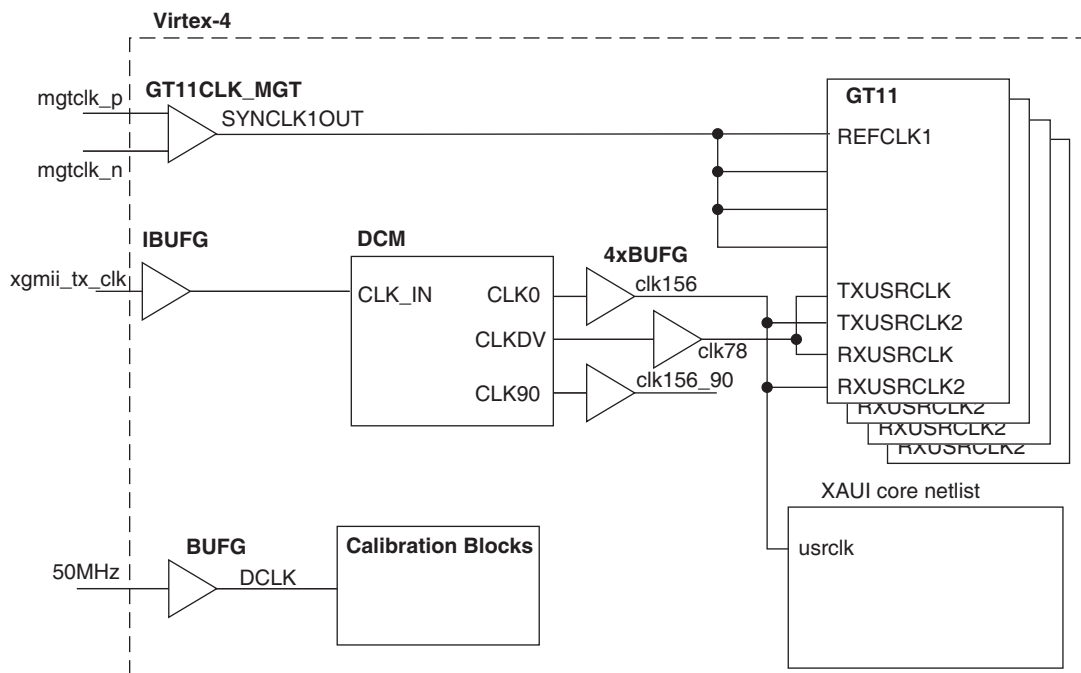 Virtex-4
GT11CLK_MGT
mgtclk_p
SYNCLK1OUT
mgtclk_n
GT11
REFCLK1
IBUFG
DCM
4xBUFG
xgmii_tx_clk
CLK_IN
CLK0
clk156
TXUSRCLK
TXUSRCLK2
CLKDV
clk78
RXUSRCLK
CLK90
clk156_90
RXUSRCLK2
RXUSRCLK2
RXUSRCLK2
RXUSRCLK2
XAUI core netlist
usrclk
BUFG
Calibration Blocks
50MHz
DCLK